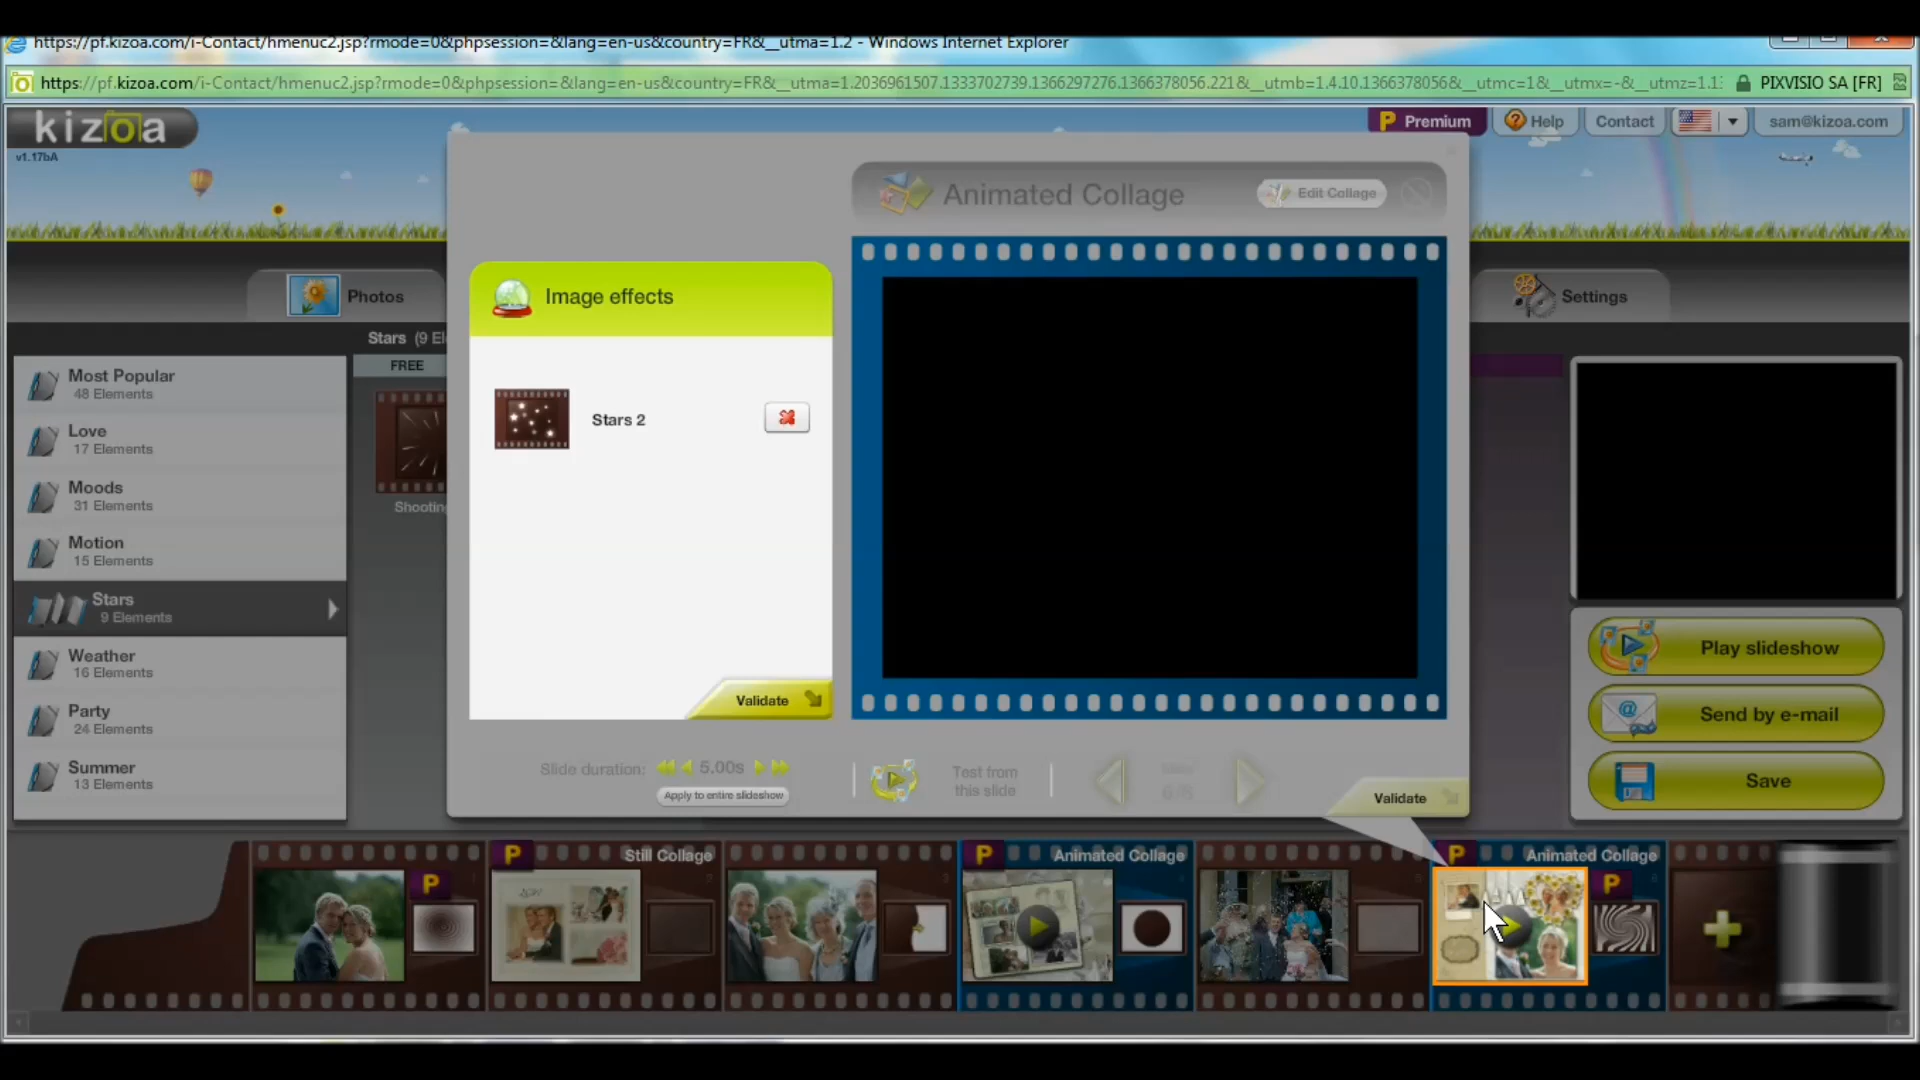 https://pf.kizoa.com/i-Contact/hmenuc2.jsp?rmode=0&phpsession=&lang=en-us&country=FR&__utma=1.2 - Windows Internet Explorer
https://pf.kizoa.com/i-Contact/hmenuc2.jsp?rmode=0&phpsession=&lang=en-us&country=FR&__utma=1.2036961507.1333702739.1366297276.1366378056.221&__utmb=1.4.10.1366378056&__utmc=1&__utmx=-&__utmz=1.13
PIXVISIO SA [FR]
kizoa
v1.17bA
P Premium
Help
Contact
sam@kizoa.com
Animated Collage
Edit Collage
Photos
Image effects
Settings
Stars (9 El
FREE
Most Popular
48 Elements
Love
17 Elements
Moods
31 Elements
Motion
15 Elements
Stars
9 Elements
Weather
16 Elements
Party
24 Elements
Summer
13 Elements
Shooting
Stars 2
Validate
Slide duration: 5.00s
Apply to entire slideshow
Test from
this slide
Validate
Play slideshow
Send by e-mail
Save
P Still Collage
P Animated Collage
P Animated Collage
P
P